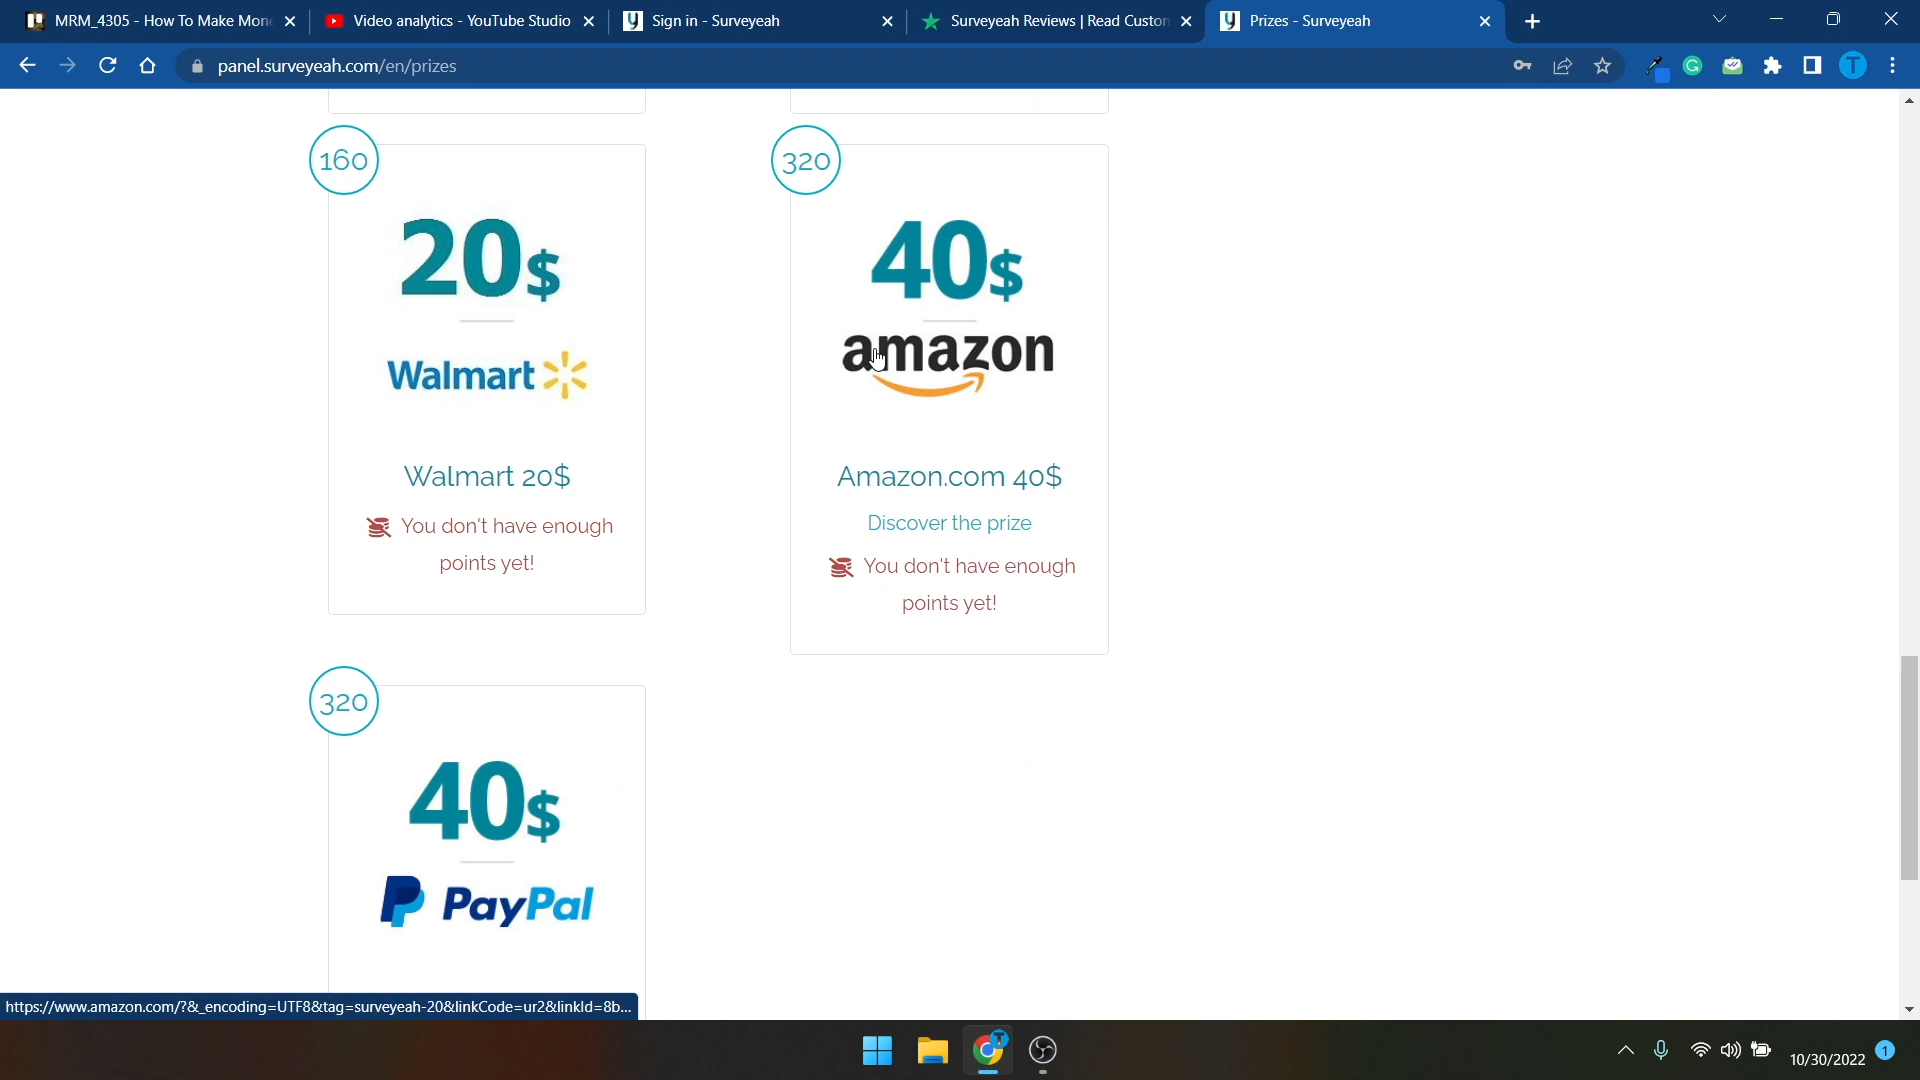 MRM_4305 - How To Make Mone
Video analytics - YouTube Studio
Sign in - Surveyeah
Surveyeah Reviews | Read Custon
Prizes - Surveyeah
panel.surveyeah.com/en/prizes
160
20$
Walmart
Walmart 20$
You don't have enough
points yet!
320
40$
amazon
Amazon.com 40$
Discover the prize
You don't have enough
points yet!
320
40$
PayPal
https://www.amazon.com/?&_encoding=UTF8&tag=surveyeah-20&linkCode=ur2&linkId=8b...
10/30/2022
1